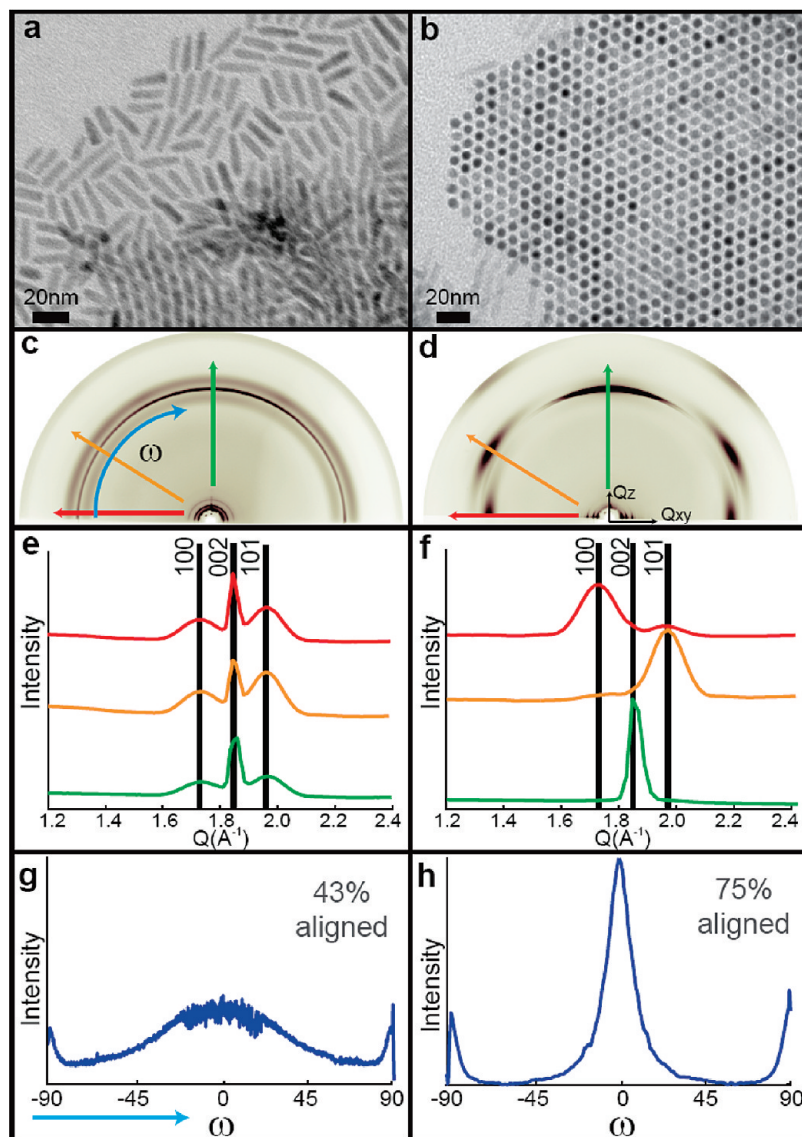 a
b
20nm
20nm
c
d
ω
Qz
Qxy
e
100
002
101
Intensity
1.2 1.4 1.6 1.8 2.0 2.2 2.4
Q(A⁻¹)
f
100
002
101
Intensity
1.2 1.4 1.6 1.8 2.0 2.2 2.4
Q(A⁻¹)
g
43%
aligned
Intensity
-90 -45 0 45 90
ω
h
75%
aligned
Intensity
-90 -45 0 45 90
ω